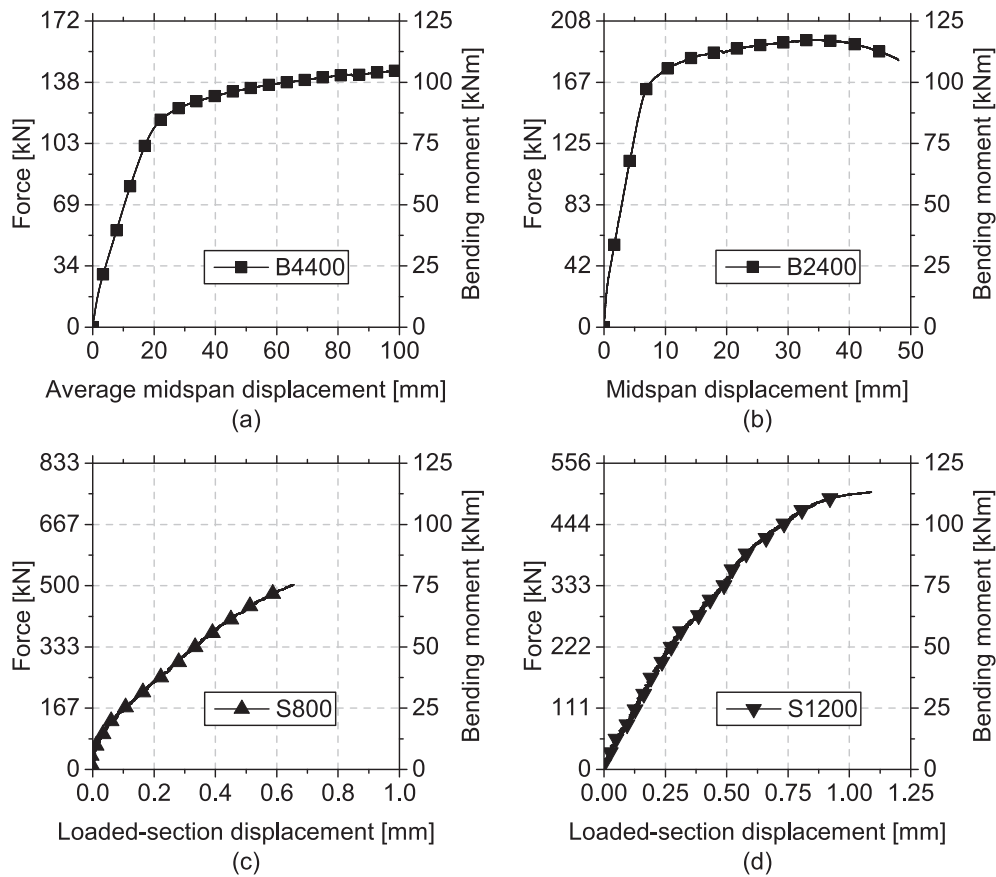 172
138
103
69
34
0
Force [kN]
125
100
75
50
25
0
Bending moment [kNm]
B4400
0 20 40 60 80 100
Average midspan displacement [mm]
(a)
208
167
125
83
42
0
Force [kN]
125
100
75
50
25
0
Bending moment [kNm]
B2400
0 10 20 30 40 50
Midspan displacement [mm]
(b)
833
667
500
333
167
0
Force [kN]
125
100
75
50
25
0
Bending moment [kNm]
S800
0.0 0.2 0.4 0.6 0.8 1.0
Loaded-section displacement [mm]
(c)
556
444
333
222
111
0
Force [kN]
125
100
75
50
25
0
Bending moment [kNm]
S1200
0.00 0.25 0.50 0.75 1.00 1.25
Loaded-section displacement [mm]
(d)